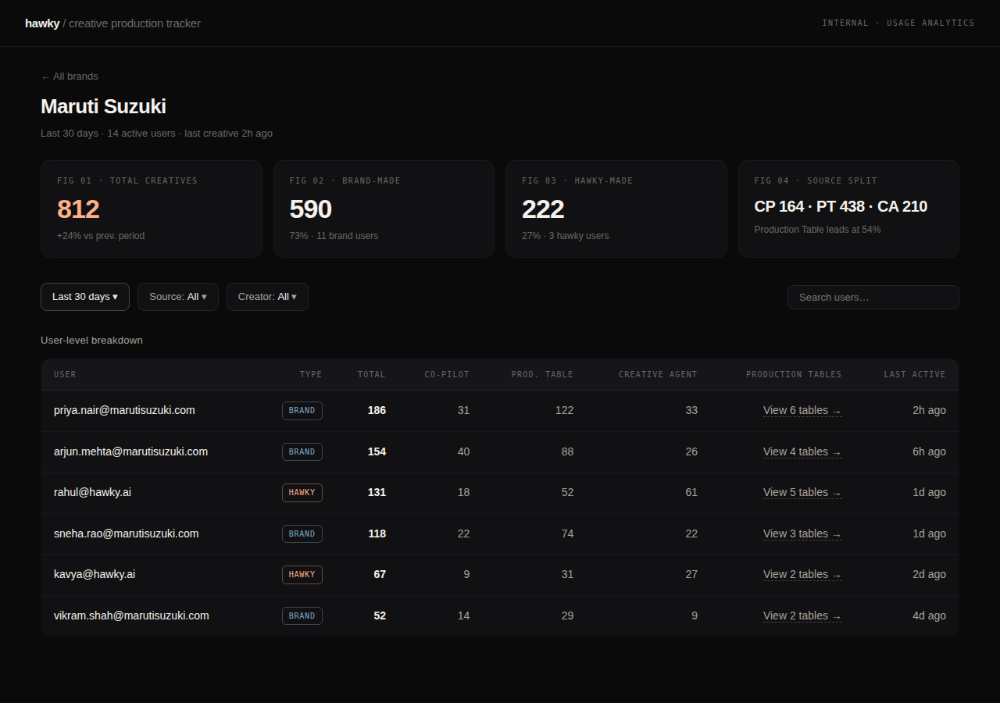 hawky / creative production tracker
INTERNAL · USAGE ANALYTICS
← All brands
Maruti Suzuki
Last 30 days · 14 active users · last creative 2h ago
FIG 01 · TOTAL CREATIVES
812
+24% vs prev. period
FIG 02 · BRAND-MADE
590
73% · 11 brand users
FIG 03 · HAWKY-MADE
222
27% · 3 hawky users
FIG 04 · SOURCE SPLIT
CP 164 · PT 438 · CA 210
Production Table leads at 54%
Last 30 days ▾ Source: All ▾ Creator: All ▾ Search users…
User-level breakdown
USER TYPE TOTAL CO-PILOT PROD. TABLE CREATIVE AGENT PRODUCTION TABLES LAST ACTIVE
priya.nair@marutisuzuki.com BRAND 186 31 122 33 View 6 tables → 2h ago
arjun.mehta@marutisuzuki.com BRAND 154 40 88 26 View 4 tables → 6h ago
rahul@hawky.ai HAWKY 131 18 52 61 View 5 tables → 1d ago
sneha.rao@marutisuzuki.com BRAND 118 22 74 22 View 3 tables → 1d ago
kavya@hawky.ai HAWKY 67 9 31 27 View 2 tables → 2d ago
vikram.shah@marutisuzuki.com BRAND 52 14 29 9 View 2 tables → 4d ago